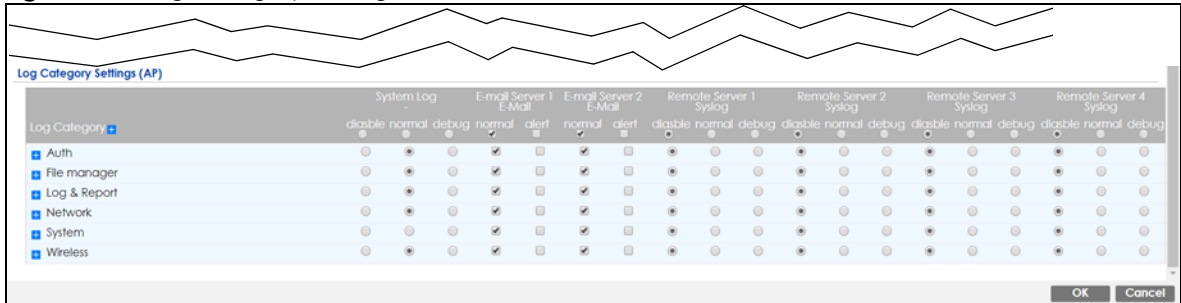 Log Category Settings (AP)
System Log E-mail Server 1 E-mail Server 2 Remote Server 1 Remote Server 2 Remote Server 3 Remote Server 4
- E-Mail E-Mail Syslog Syslog Syslog Syslog
Log Category disable normal debug normal alert normal alert disable normal debug disable normal debug disable normal debug disable normal debug
Auth
File manager
Log & Report
Network
System
Wireless
OK Cancel